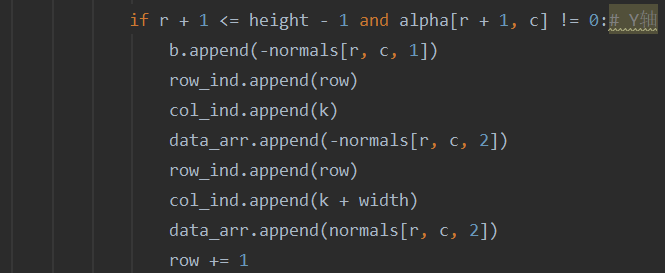 if r + 1 <= height - 1 and alpha[r + 1, c] != 0:# Y轴
b.append(-normals[r, c, 1])
row_ind.append(row)
col_ind.append(k)
data_arr.append(-normals[r, c, 2])
row_ind.append(row)
col_ind.append(k + width)
data_arr.append(normals[r, c, 2])
row += 1